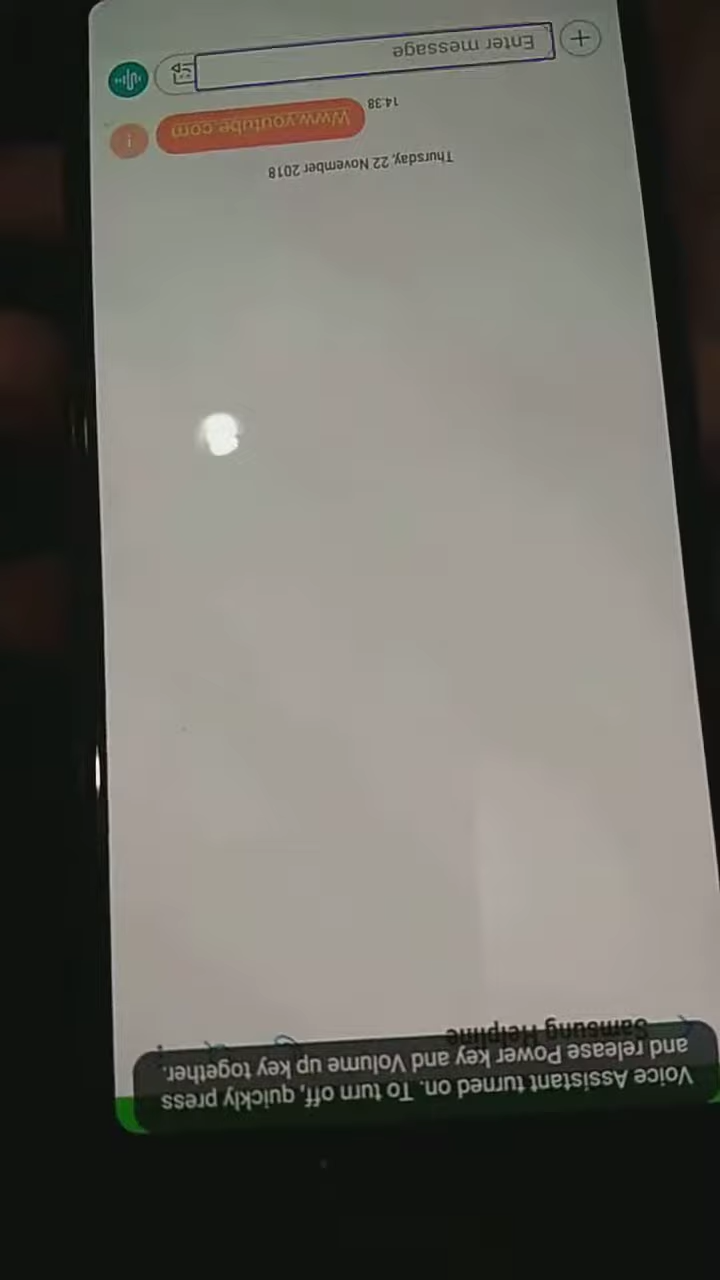 Voice Assistant turned on. To turn off, quickly press
and release Power key and Volume up key together.
Samsung Helpline
Thursday, 22 November 2018
14:38
Www.youtube.com
Enter message